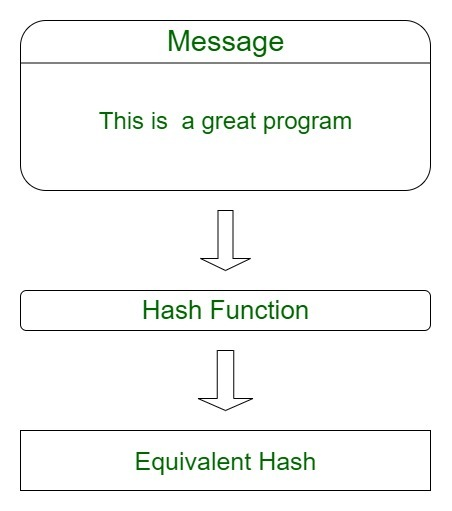 Message
This is  a great program
Hash Function
Equivalent Hash